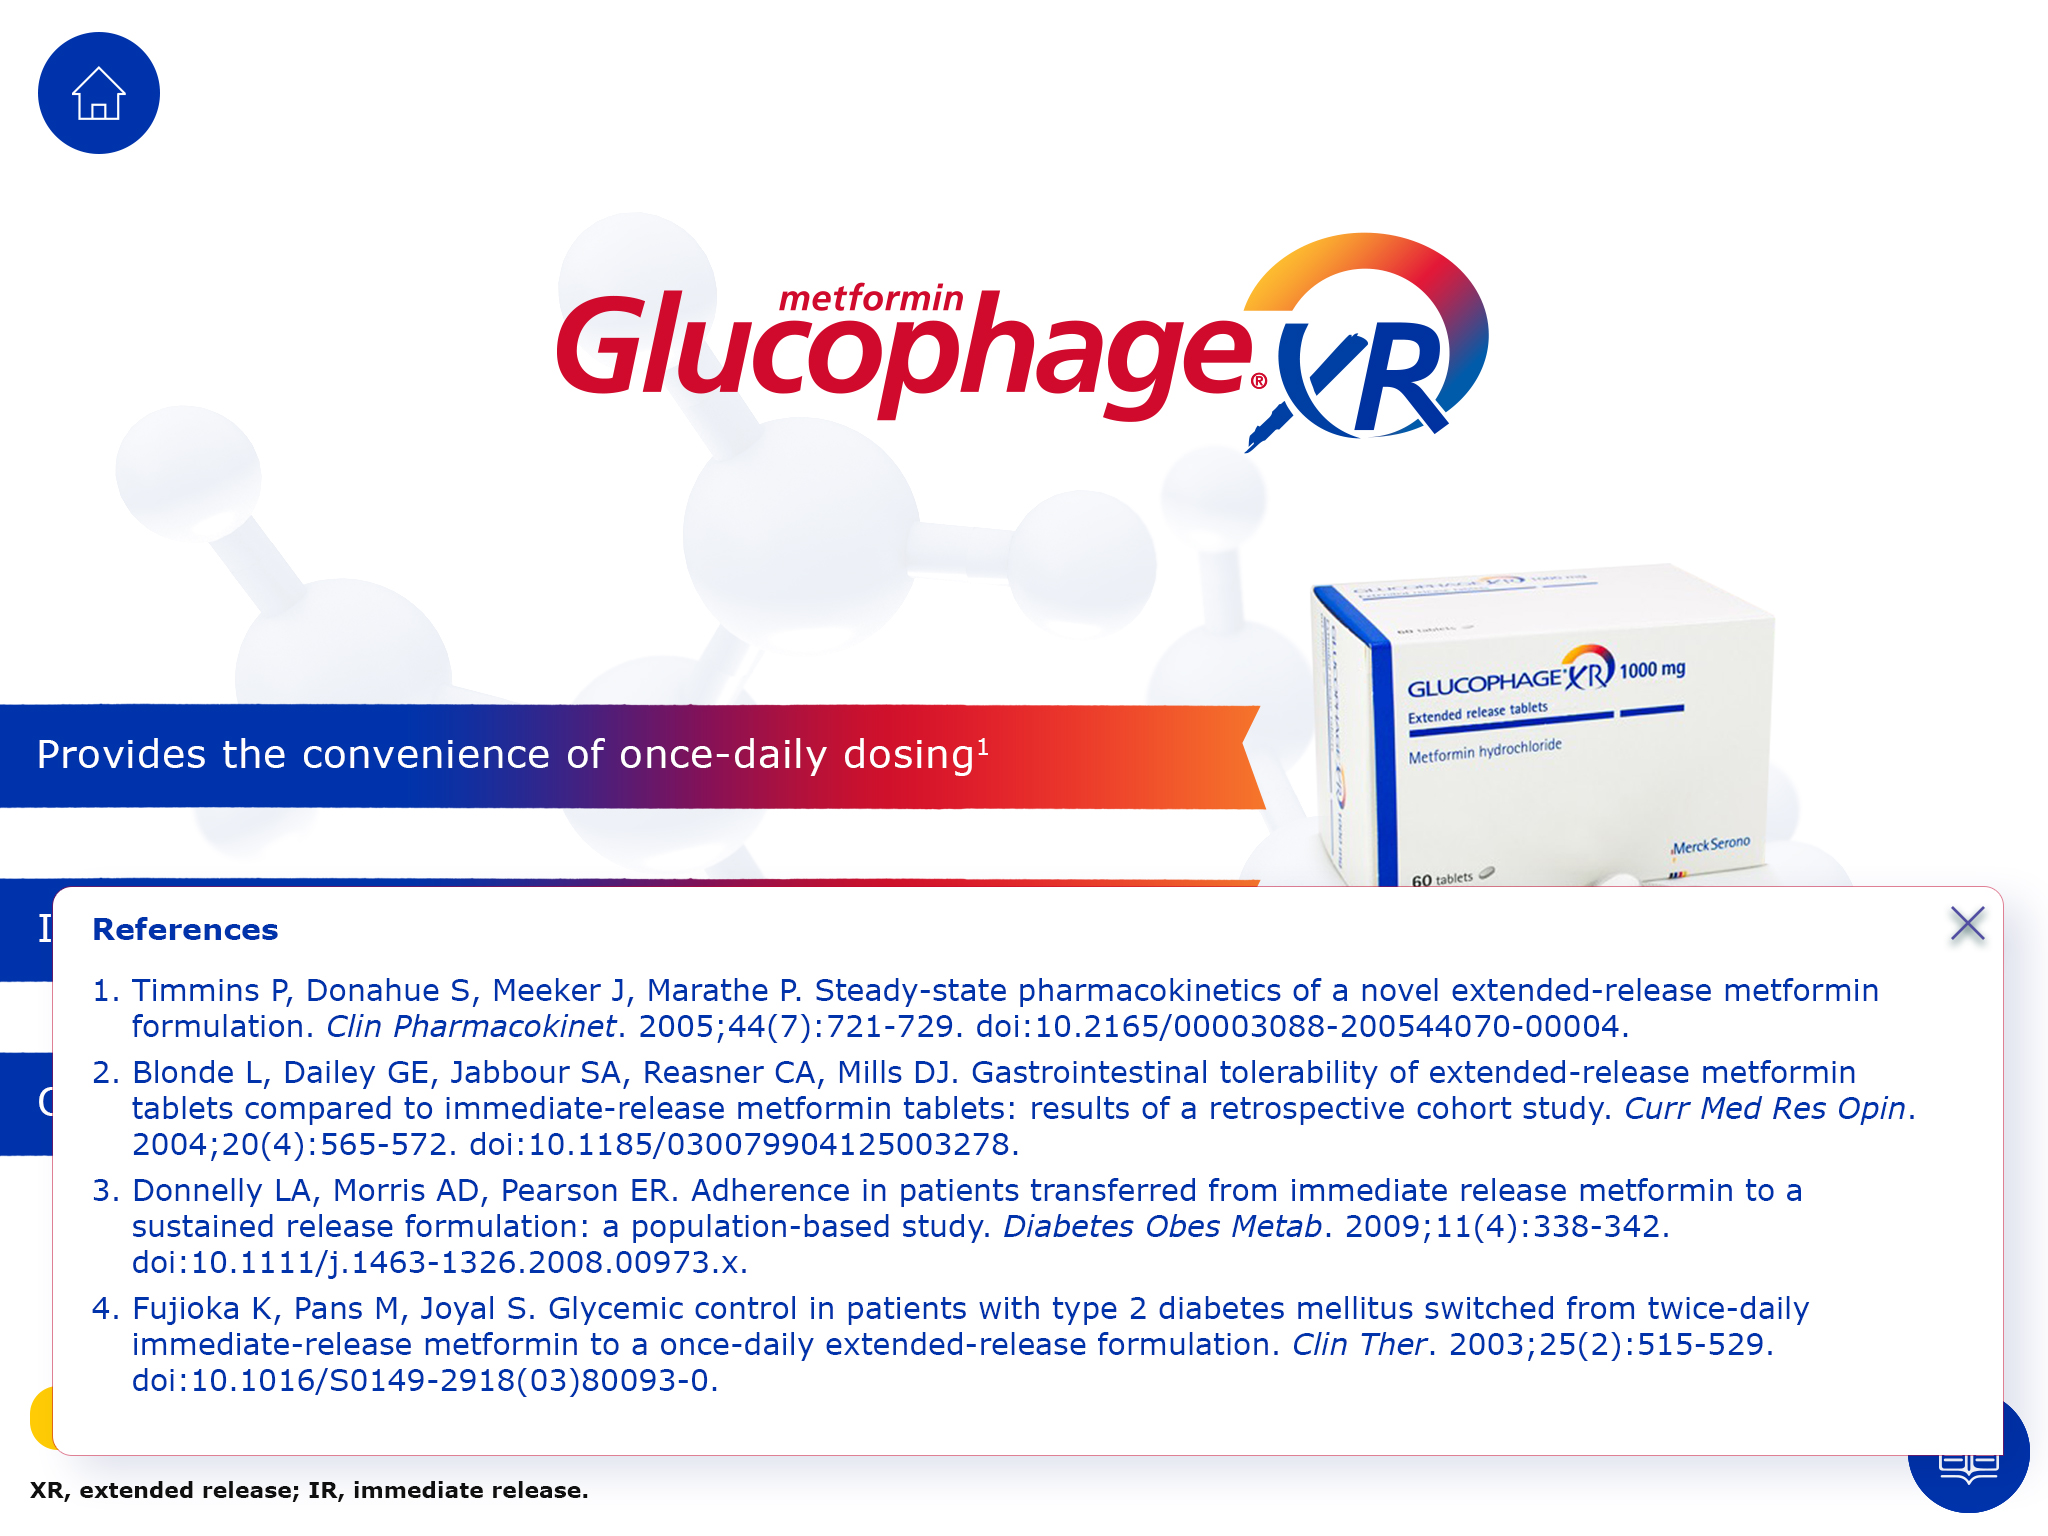 metformin
Glucophage®XR
GLUCOPHAGE XR 1000 mg
Extended release tablets
60 tablets
GLUCOPHAGE XR 1000 mg
Extended release tablets
Metformin hydrochloride
MerckSerono
60 tablets
Provides the convenience of once-daily dosing¹
References
1. Timmins P, Donahue S, Meeker J, Marathe P. Steady-state pharmacokinetics of a novel extended-release metformin
formulation. Clin Pharmacokinet. 2005;44(7):721-729. doi:10.2165/00003088-200544070-00004.
2. Blonde L, Dailey GE, Jabbour SA, Reasner CA, Mills DJ. Gastrointestinal tolerability of extended-release metformin
tablets compared to immediate-release metformin tablets: results of a retrospective cohort study. Curr Med Res Opin.
2004;20(4):565-572. doi:10.1185/030079904125003278.
3. Donnelly LA, Morris AD, Pearson ER. Adherence in patients transferred from immediate release metformin to a
sustained release formulation: a population-based study. Diabetes Obes Metab. 2009;11(4):338-342.
doi:10.1111/j.1463-1326.2008.00973.x.
4. Fujioka K, Pans M, Joyal S. Glycemic control in patients with type 2 diabetes mellitus switched from twice-daily
immediate-release metformin to a once-daily extended-release formulation. Clin Ther. 2003;25(2):515-529.
doi:10.1016/S0149-2918(03)80093-0.
XR, extended release; IR, immediate release.